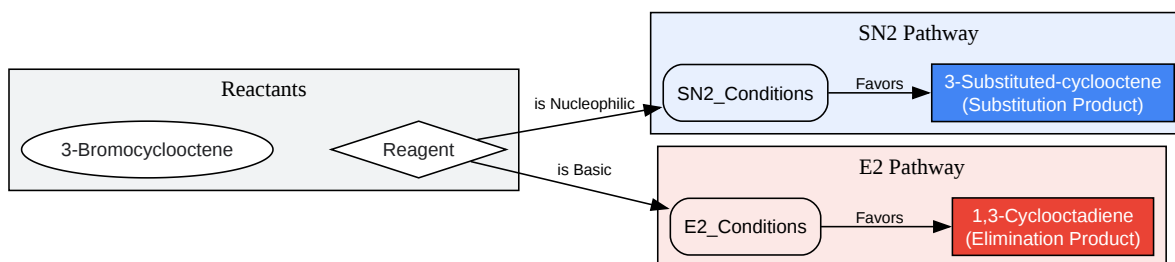 Reactants
3-Bromocyclooctene
Reagent
is Nucleophilic
is Basic
SN2 Pathway
SN2_Conditions
Favors
3-Substituted-cyclooctene
(Substitution Product)
E2 Pathway
E2_Conditions
Favors
1,3-Cyclooctadiene
(Elimination Product)